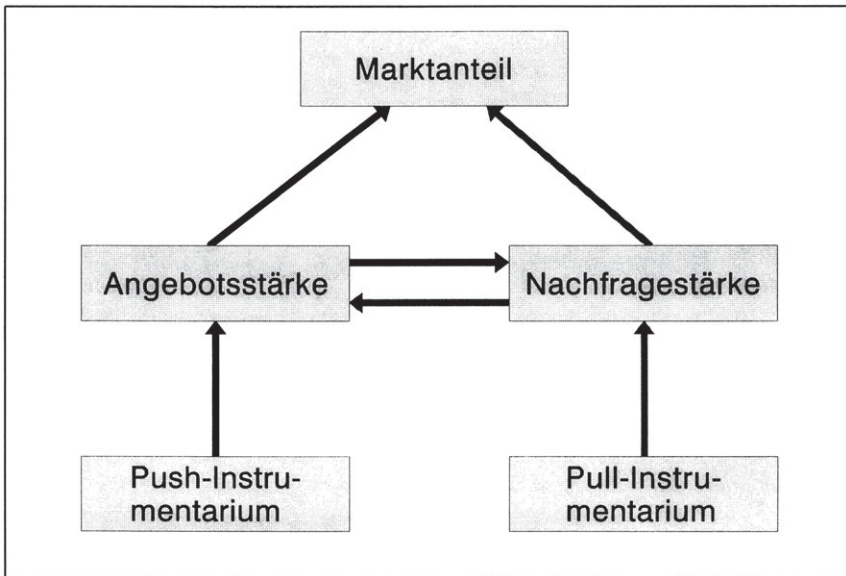 Marktanteil
Angebotsstärke
Nachfragestärke
Push-Instru-
mentarium
Pull-Instru-
mentarium